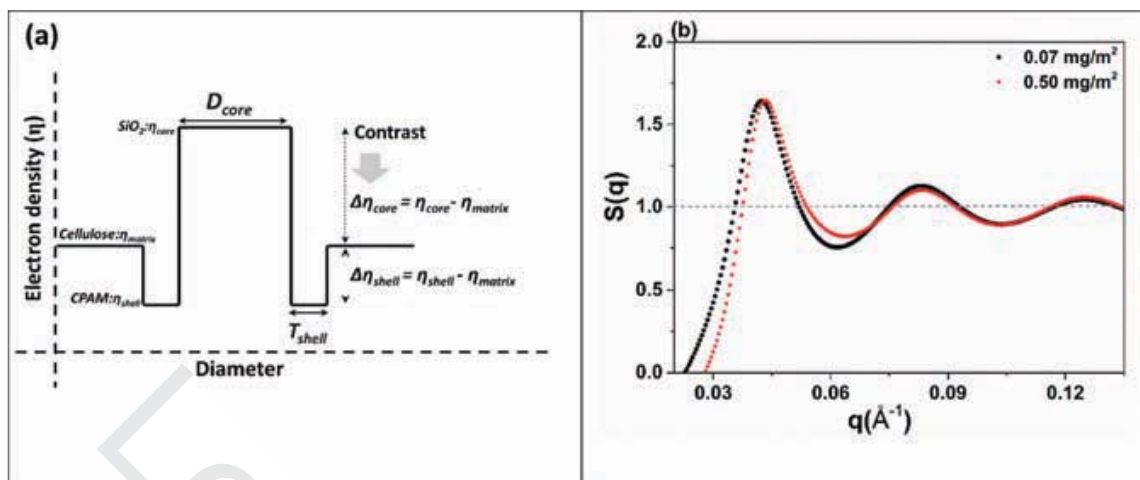 (a)
Electron density (η)
D_core
SiO₂:η_core
Contrast
Δη_core = η_core - η_matrix
Cellulose:η_matrix
Δη_shell = η_shell - η_matrix
CPAM:η_shell
T_shell
Diameter
(b)
0.07 mg/m²
0.50 mg/m²
S(q)
2.0
1.5
1.0
0.5
0.0
0.03 0.06 0.09 0.12
q(Å⁻¹)